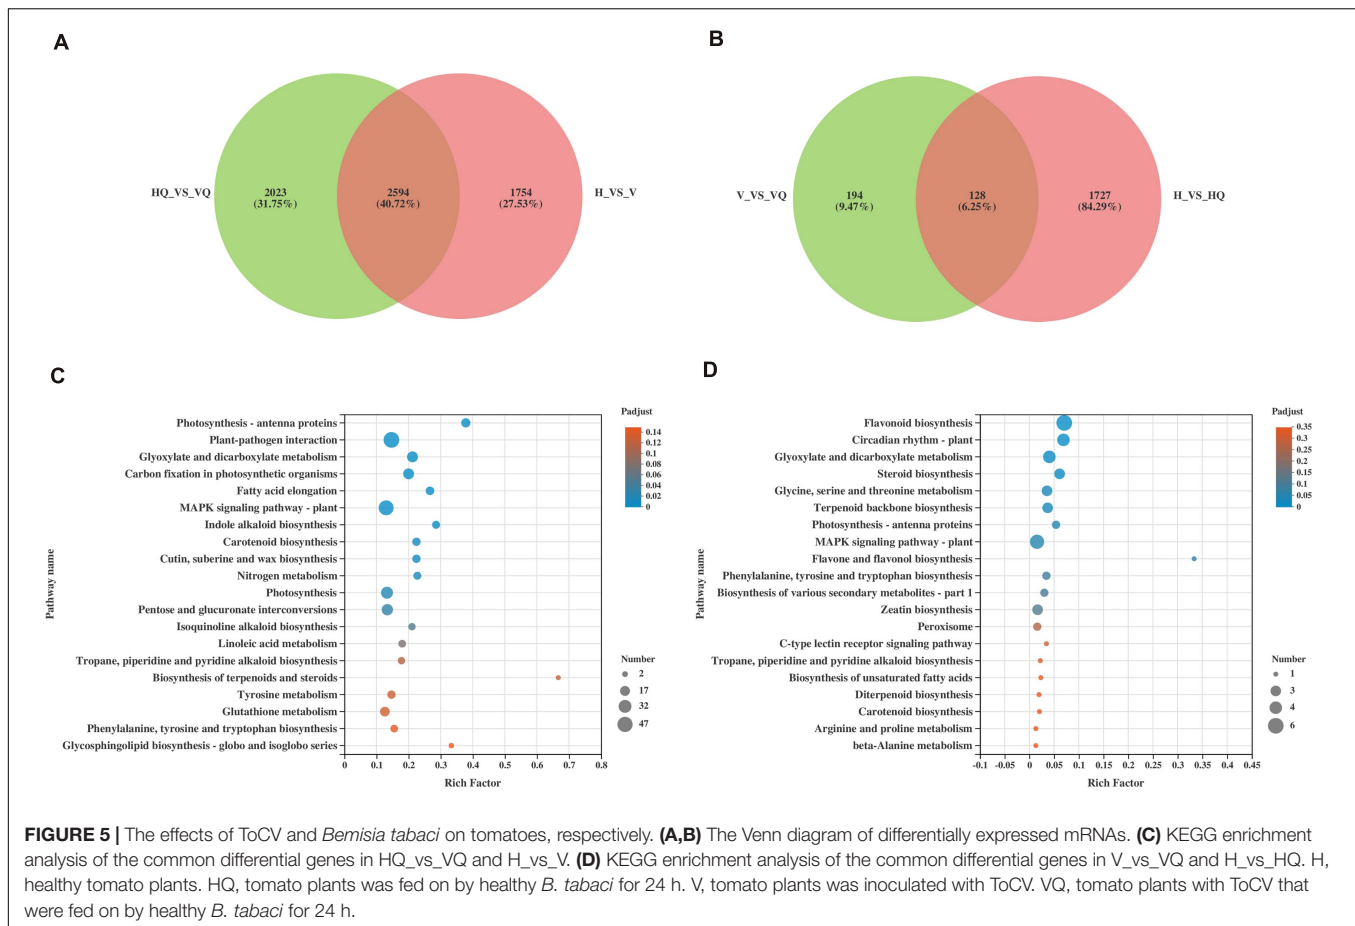 A
B
HQ_VS_VQ
2023
(31.75%)
2594
(40.72%)
1754
(27.53%)
H_VS_V
V_VS_VQ
194
(9.47%)
128
(6.25%)
1727
(84.29%)
H_VS_HQ
C
Pathway name
Photosynthesis - antenna proteins
Plant-pathogen interaction
Glyoxylate and dicarboxylate metabolism
Carbon fixation in photosynthetic organisms
Fatty acid elongation
MAPK signaling pathway - plant
Indole alkaloid biosynthesis
Carotenoid biosynthesis
Cutin, suberine and wax biosynthesis
Nitrogen metabolism
Photosynthesis
Pentose and glucuronate interconversions
Isoquinoline alkaloid biosynthesis
Linoleic acid metabolism
Tropane, piperidine and pyridine alkaloid biosynthesis
Biosynthesis of terpenoids and steroids
Tyrosine metabolism
Glutathione metabolism
Phenylalanine, tyrosine and tryptophan biosynthesis
Glycosphingolipid biosynthesis - globo and isoglobo series
0 0.1 0.2 0.3 0.4 0.5 0.6 0.7 0.8
Rich Factor
Padjust
0.14
0.12
0.1
0.08
0.06
0.04
0.02
0
Number
2
17
32
47
D
Pathway name
Flavonoid biosynthesis
Circadian rhythm - plant
Glyoxylate and dicarboxylate metabolism
Steroid biosynthesis
Glycine, serine and threonine metabolism
Terpenoid backbone biosynthesis
Photosynthesis - antenna proteins
MAPK signaling pathway - plant
Flavone and flavonol biosynthesis
Phenylalanine, tyrosine and tryptophan biosynthesis
Biosynthesis of various secondary metabolites - part 1
Zeatin biosynthesis
Peroxisome
C-type lectin receptor signaling pathway
Tropane, piperidine and pyridine alkaloid biosynthesis
Biosynthesis of unsaturated fatty acids
Diterpenoid biosynthesis
Carotenoid biosynthesis
Arginine and proline metabolism
beta-Alanine metabolism
-0.1 -0.05 0 0.05 0.1 0.15 0.2 0.25 0.3 0.35 0.4 0.45
Rich Factor
Padjust
0.35
0.3
0.25
0.2
0.15
0.1
0.05
0
Number
1
3
4
6
FIGURE 5 | The effects of ToCV and Bemisia tabaci on tomatoes, respectively. (A,B) The Venn diagram of differentially expressed mRNAs. (C) KEGG enrichment
analysis of the common differential genes in HQ_vs_VQ and H_vs_V. (D) KEGG enrichment analysis of the common differential genes in V_vs_VQ and H_vs_HQ. H,
healthy tomato plants. HQ, tomato plants was fed on by healthy B. tabaci for 24 h. V, tomato plants was inoculated with ToCV. VQ, tomato plants with ToCV that
were fed on by healthy B. tabaci for 24 h.